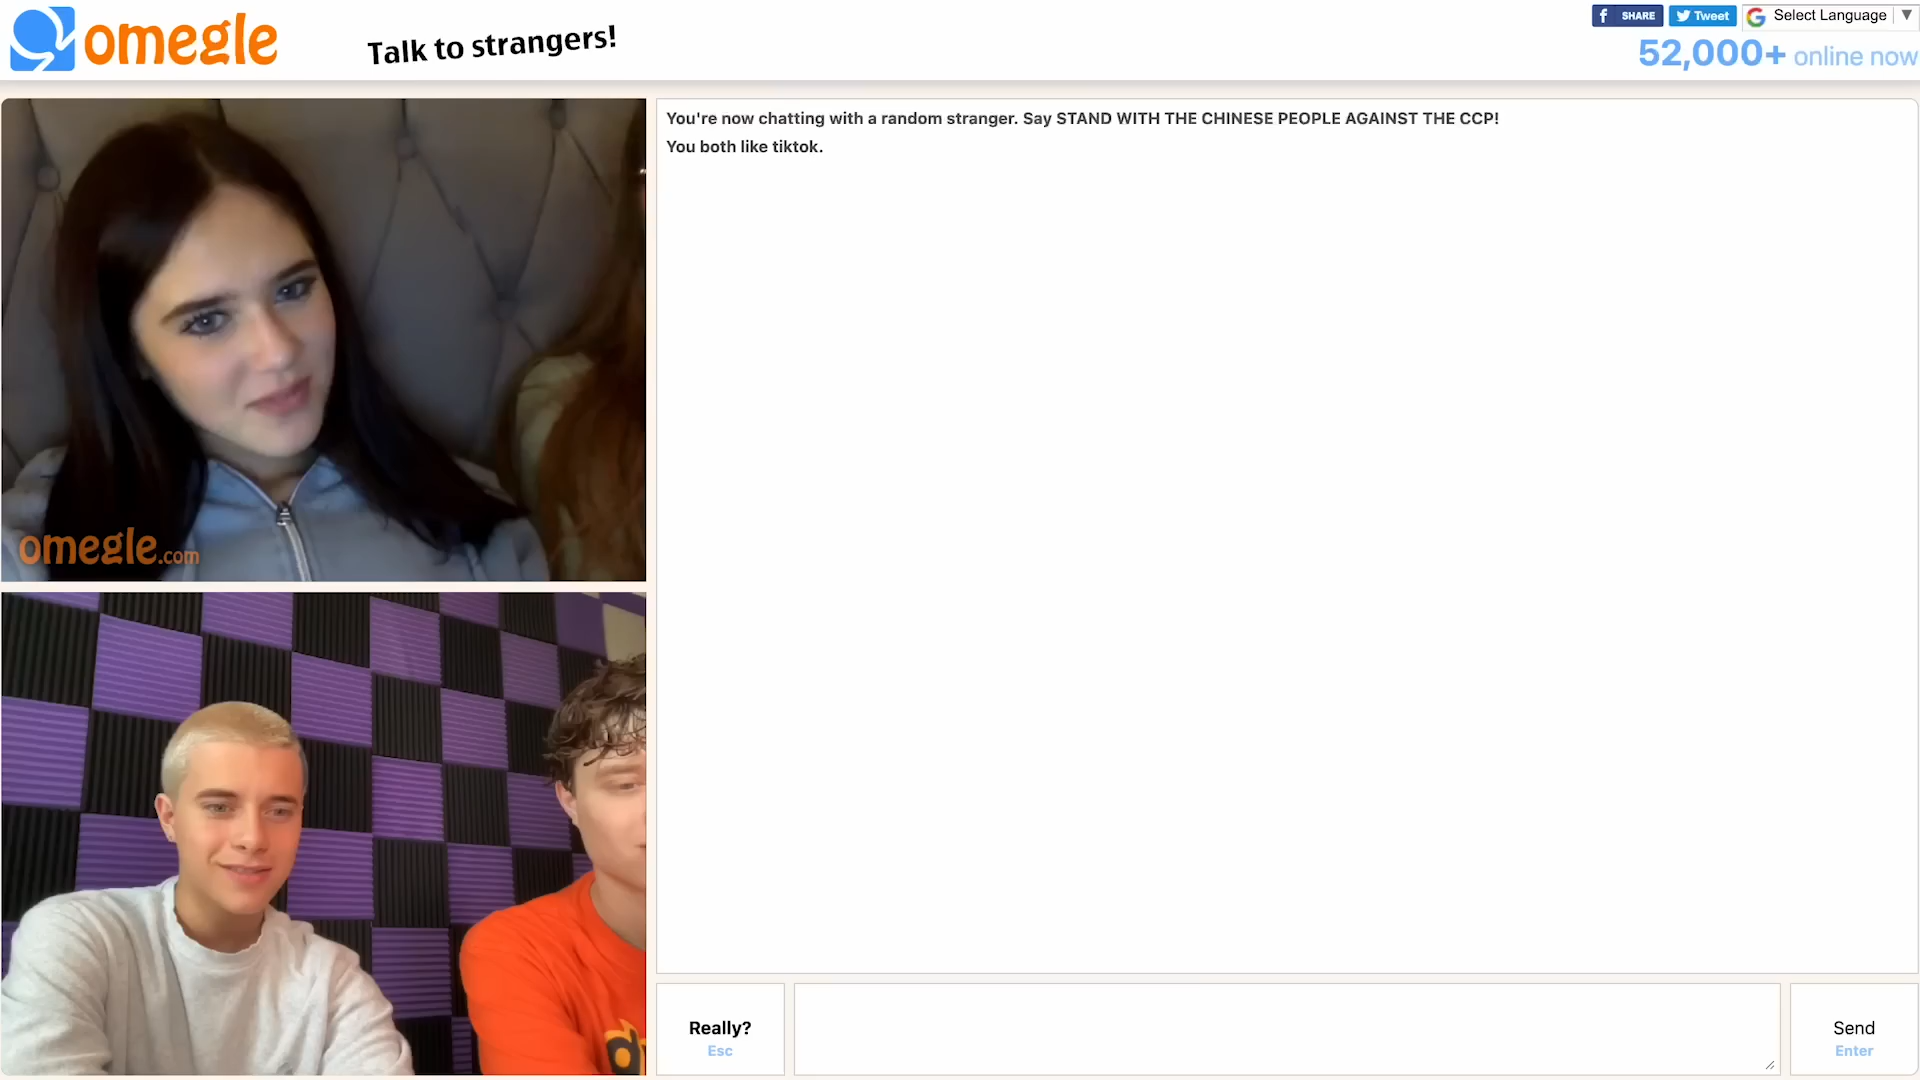 omegle
Talk to strangers!
f SHARE
Tweet
G Select Language ▼
52,000+ online now
You're now chatting with a random stranger. Say STAND WITH THE CHINESE PEOPLE AGAINST THE CCP!
You both like tiktok.
omegle.com
Really?
Esc
Send
Enter